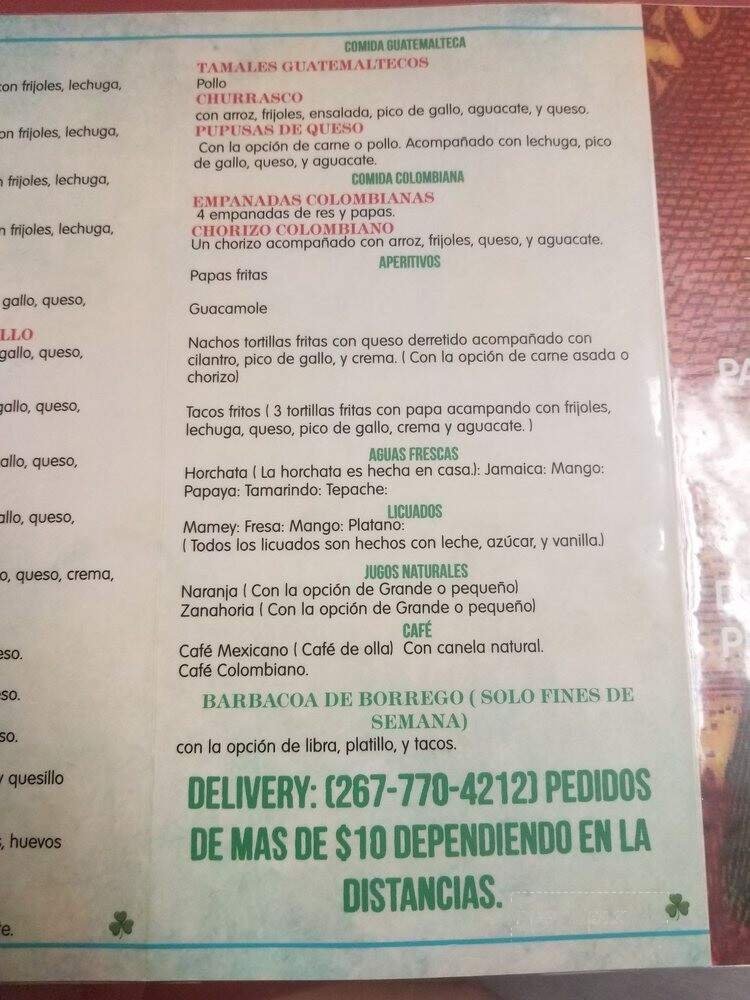 con frijoles, lechuga,
on frijoles, lechuga,
frijoles, lechuga,
n frijoles, lechuga,
gallo, queso,
LLO
gallo, queso,
gallo, queso,
allo, queso,
allo, queso,
o, queso, crema,
eso.
eso.
so.
y quesillo
, huevos
te.
COMIDA GUATEMALTECA
TAMALES GUATEMALTECOS
Pollo
CHURRASCO
con arroz, frijoles, ensalada, pico de gallo, aguacate, y queso.
PUPUSAS DE QUESO
Con la opción de carne o pollo. Acompañado con lechuga, pico
de gallo, queso, y aguacate.
COMIDA COLOMBIANA
EMPANADAS COLOMBIANAS
4 empanadas de res y papas.
CHORIZO COLOMBIANO
Un chorizo acompañado con arroz, frijoles, queso, y aguacate.
APERITIVOS
Papas fritas
Guacamole
Nachos tortillas fritas con queso derretido acompañado con
cilantro, pico de gallo, y crema. ( Con la opción de carne asada o
chorizo)
Tacos fritos ( 3 tortillas fritas con papa acampando con frijoles,
lechuga, queso, pico de gallo, crema y aguacate. )
AGUAS FRESCAS
Horchata ( La horchata es hecha en casa.): Jamaica: Mango:
Papaya: Tamarindo: Tepache:
LICUADOS
Mamey: Fresa: Mango: Platano:
( Todos los licuados son hechos con leche, azúcar, y vanilla.)
JUGOS NATURALES
Naranja ( Con la opción de Grande o pequeño)
Zanahoria ( Con la opción de Grande o pequeño)
CAFÉ
Café Mexicano ( Café de olla) Con canela natural.
Café Colombiano.
BARBACOA DE BORREGO ( SOLO FINES DE
SEMANA)
con la opción de libra, platillo, y tacos.
DELIVERY: (267-770-4212) PEDIDOS
DE MAS DE $10 DEPENDIENDO EN LA
DISTANCIAS.
PA